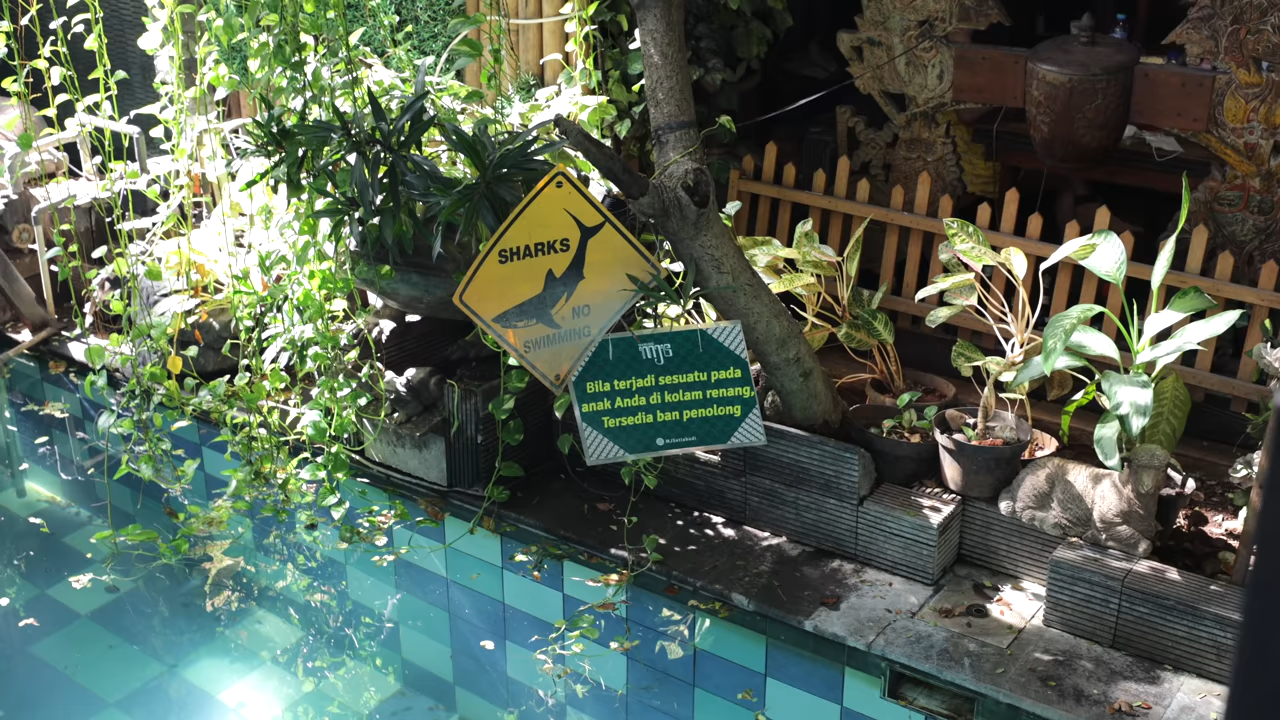 SHARKS
NO
SWIMMING
Bila terjadi sesuatu pada
anak Anda di kolam renang,
Tersedia ban penolong